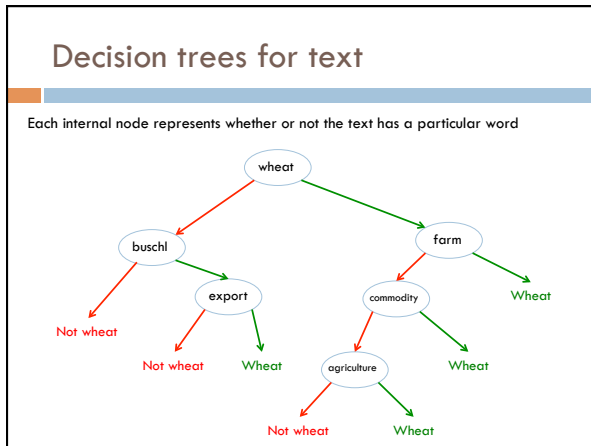 Decision trees for text
Each internal node represents whether or not the text has a particular word
wheat
buschl
farm
export
commodity
Wheat
Not wheat
Not wheat
Wheat
agriculture
Wheat
Not wheat
Wheat